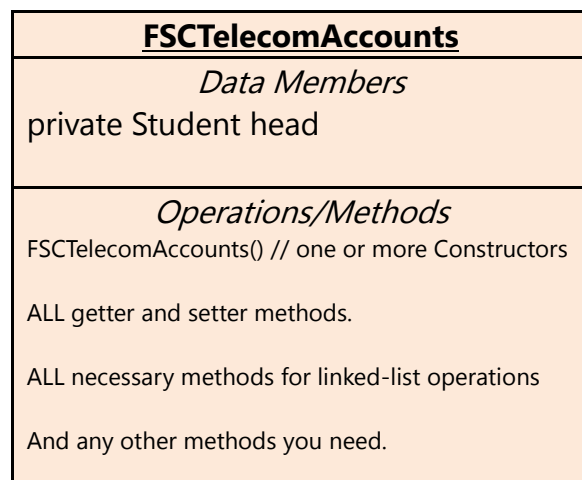 FSCTelecomAccounts
Data Members
private Student head
Operations/Methods
FSCTelecomAccounts() // one or more Constructors
ALL getter and setter methods.
ALL necessary methods for linked-list operations
And any other methods you need.